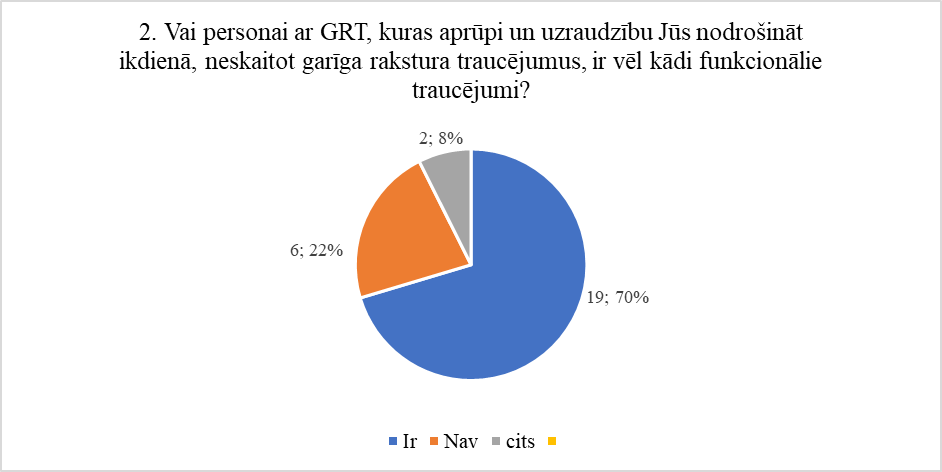 2. Vai personai ar GRT, kuras aprūpi un uzraudzību Jūs nodrošināt
ikdienā, neskaitot garīga rakstura traucējumus, ir vēl kādi funkcionālie
traucējumi?
2; 8%
6; 22%
19; 70%
Ir Nav cits